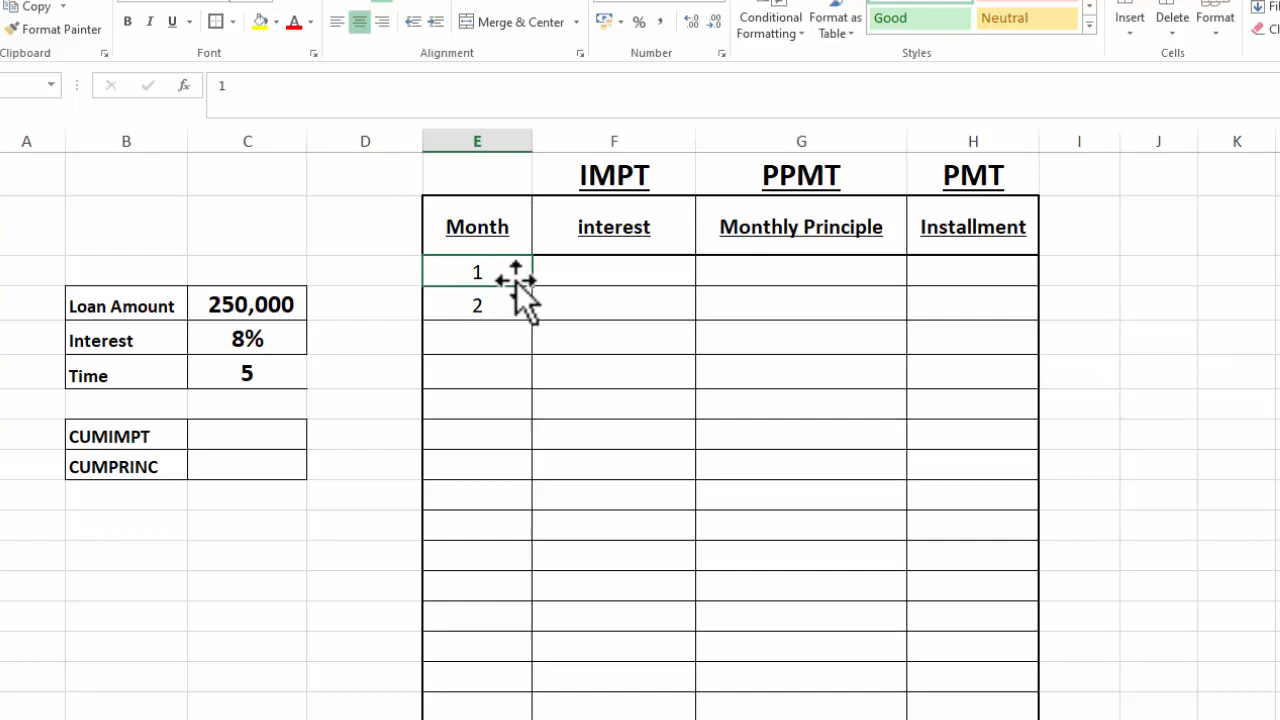 Copy
Format Painter
B I U A
Merge & Center
%
Conditional Formatting
Format as Table
Good
Neutral
Insert
Delete
Format
Clipboard
Font
Alignment
Number
Styles
Cells
fx
1
A B C D E F G H I J K
IMPT PPMT PMT
Month interest Monthly Principle Installment
1
2
Loan Amount 250,000
Interest 8%
Time 5
CUMIMPT
CUMPRINC